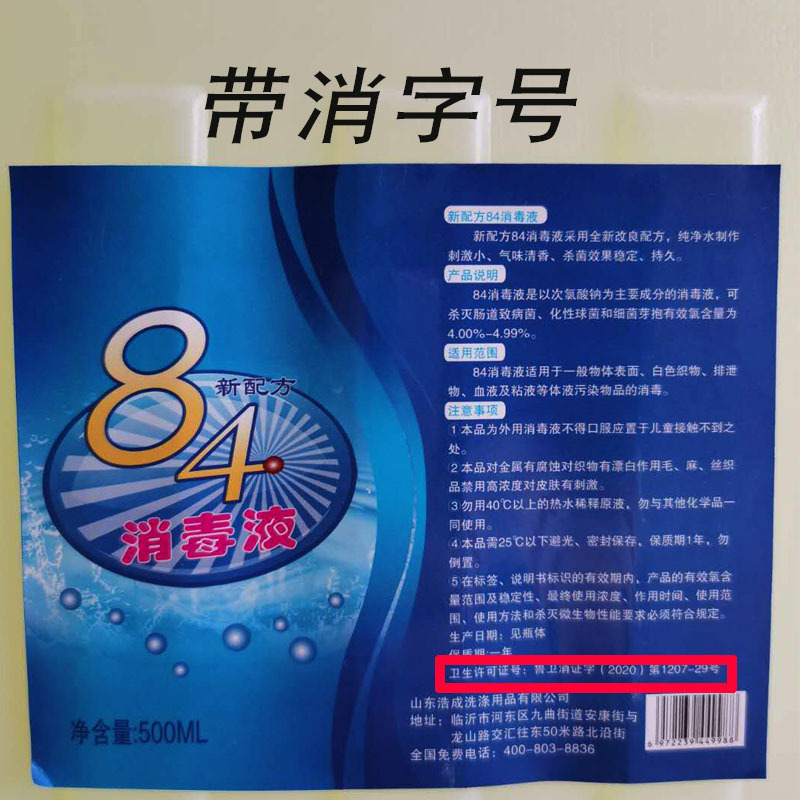 带消字号
84
新配方
消毒液
净含量:500ML
新配方84消毒液
新配方84消毒液采用全新改良配方，纯净水制作
刺激小、气味清香、杀菌效果稳定、持久。
产品说明
84消毒液是以次氯酸钠为主要成分的消毒液，可
杀灭肠道致病菌、化性球菌和细菌芽抱有效氯含量为
4.00%-4.99%。
适用范围
84消毒液适用于一般物体表面、白色织物、排泄
物、血液及粘液等体液污染物品的消毒。
注意事项
1本品为外用消毒液不得口服应置于儿童接触不到之
处。
2本品对金属有腐蚀对织物有漂白作用毛、麻、丝织
品禁用高浓度对皮肤有刺激。
3勿用40℃以上的热水稀释原液，勿与其他化学品一
同使用。
4本品需25℃以下避光、密封保存，保质期1年，勿
倒置。
5在标签、说明书标识的有效期内，产品的有效氯含
量范围及稳定性、最终使用浓度、作用时间、使用范
围、使用方法和杀灭微生物性能要求必须符合规定。
生产日期：见瓶体
保质期:一年
卫生许可证号：鲁卫消证字（2020）第1207-29号
山东浩成洗涤用品有限公司
地址：临沂市河东区九曲街道安康街与
龙山路交汇往东50米路北沿街
全国免费电话：400-803-8836
6972239449988